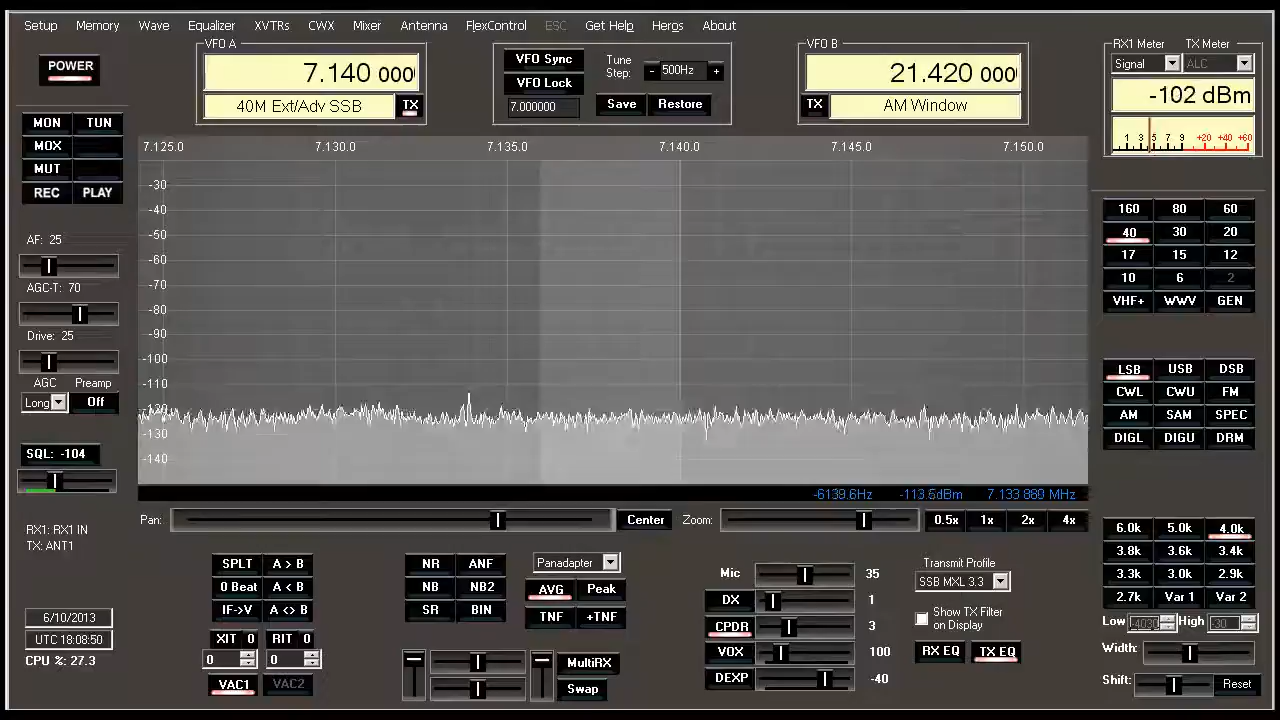 Setup Memory Wave Equalizer XVTRs CWX Mixer Antenna FlexControl ESC Get Help Heros About
POWER
VFO A
7.140 000
40M Ext/Adv SSB TX
VFO Sync
VFO Lock
7.000000
Tune Step: - 500Hz +
Save Restore
VFO B
21.420 000
TX AM Window
RX1 Meter TX Meter
Signal ALC
-102 dBm
1 3 5 7 9 +20 +40 +60
MON TUN
MOX
MUT
REC PLAY
AF: 25
AGC-T: 70
Drive: 25
AGC Preamp
Long Off
SQL: -104
RX1: RX1 IN
TX: ANT1
6/10/2013
UTC 18:08:50
CPU %: 27.3
7.125.0 7.130.0 7.135.0 7.140.0 7.145.0 7.150.0
-30
-40
-50
-60
-70
-80
-90
-100
-110
-120
-130
-140
-6139.6Hz -113.5dBm 7.133 889 MHz
Pan: Center Zoom: 0.5x 1x 2x 4x
160 80 60
40 30 20
17 15 12
10 6 2
VHF+ WWV GEN
LSB USB DSB
CWL CWU FM
AM SAM SPEC
DIGL DIGU DRM
6.0k 5.0k 4.0k
3.8k 3.6k 3.4k
3.3k 3.0k 2.9k
2.7k Var 1 Var 2
Low -4030 High -30
Width:
Shift: Reset
SPLT A > B
0 Beat A < B
IF->V A <> B
XIT 0 RIT 0
0 0
VAC1 VAC2
NR ANF
NB NB2
SR BIN
Panadapter
AVG Peak
TNF +TNF
MultiRX
Swap
Mic 35
DX 1
CPDR 3
VOX 100
DEXP -40
Transmit Profile
SSB MXL 3.3
Show TX Filter
on Display
RX EQ TX EQ